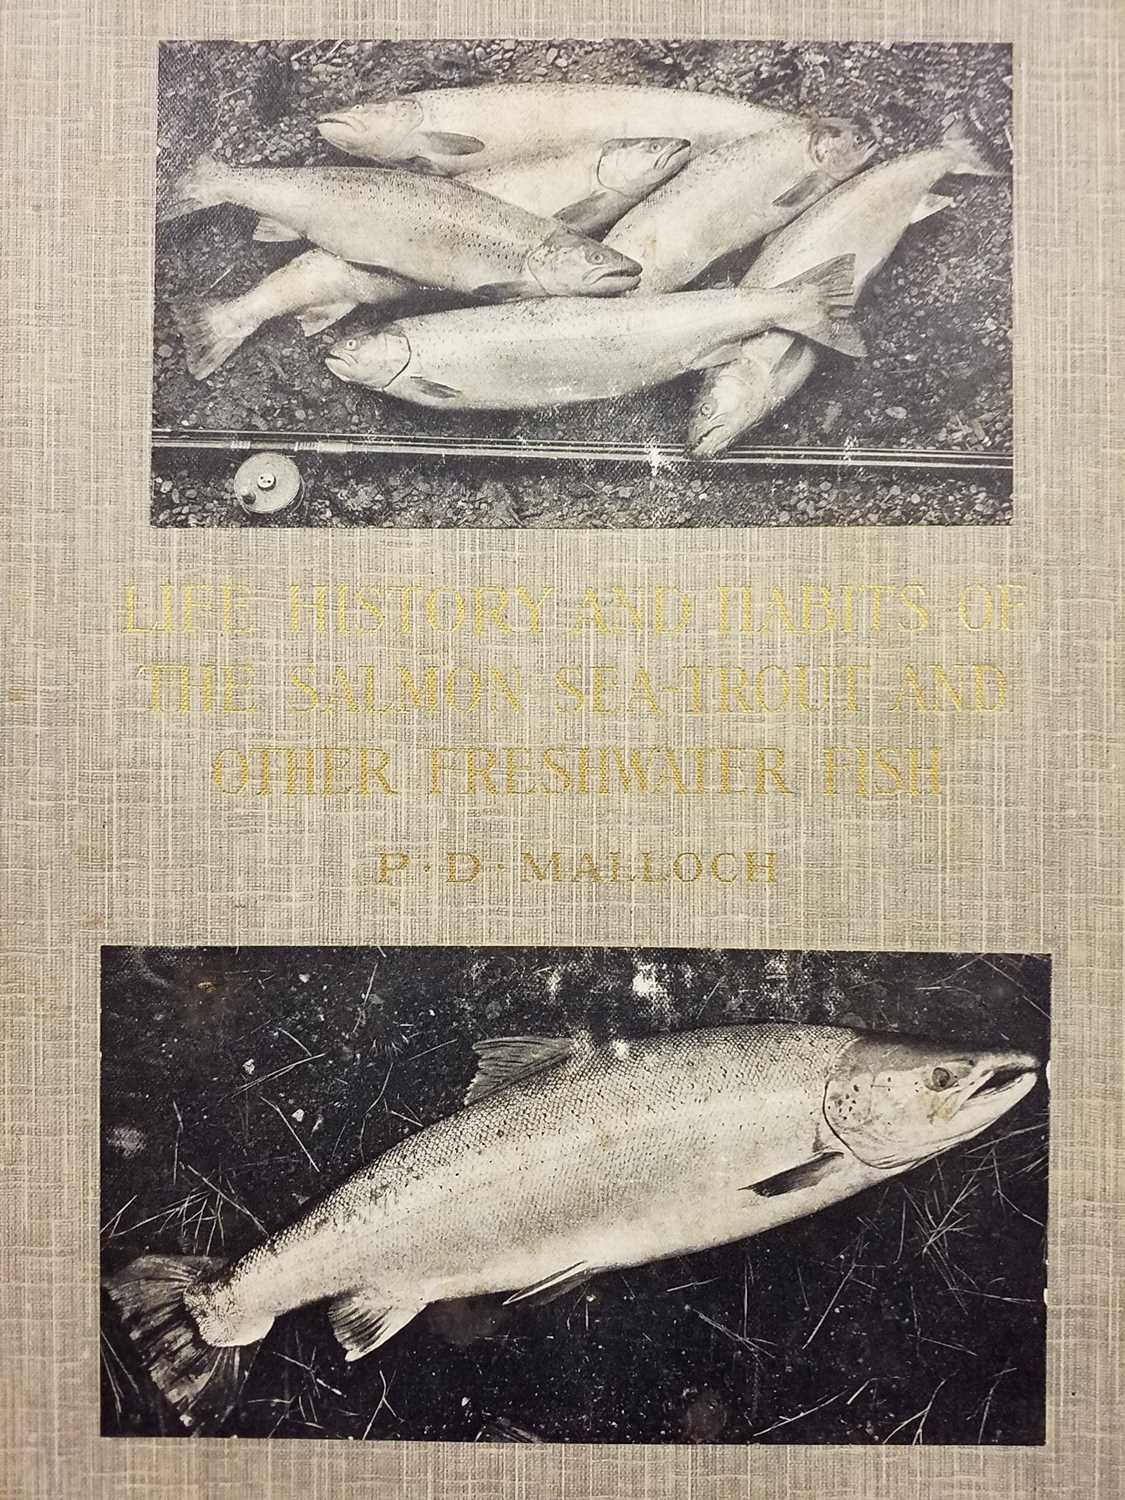 LIFE HISTORY AND HABITS OF
THE SALMON SEA-TROUT AND
OTHER FRESHWATER FISH
P·D·MALLOCH